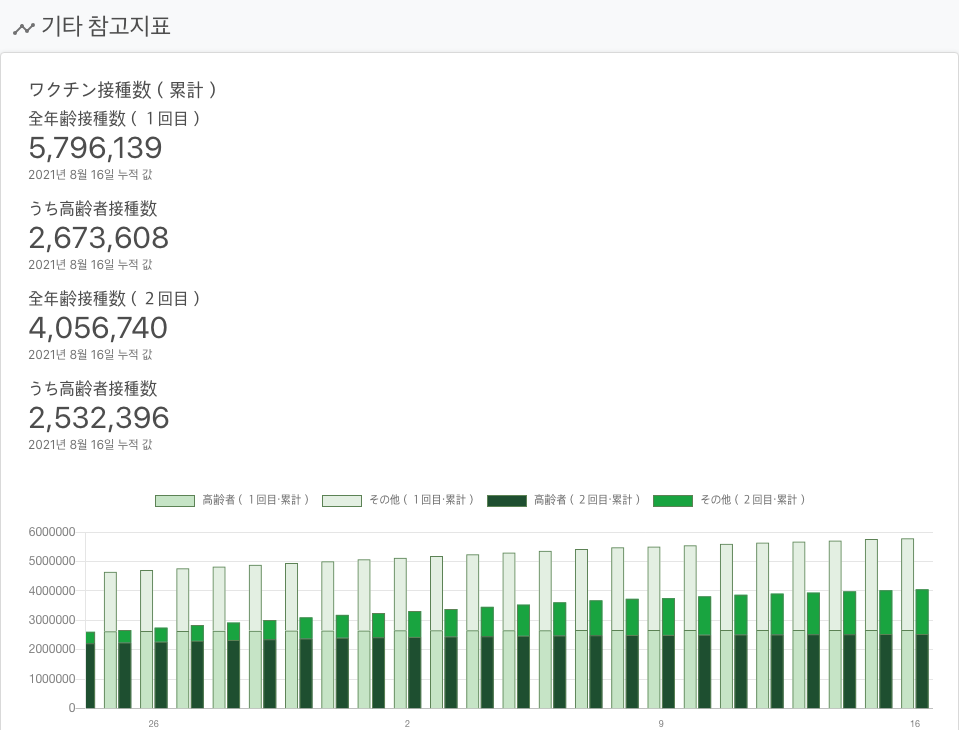 기타 참고지표
ワクチン接種数（累計）
全年齢接種数（１回目）
5,796,139
2021년 8월 16일 누적 값
うち高齢者接種数
2,673,608
2021년 8월 16일 누적 값
全年齢接種数（２回目）
4,056,740
2021년 8월 16일 누적 값
うち高齢者接種数
2,532,396
2021년 8월 16일 누적 값
高齢者（１回目·累計） その他（１回目·累計） 高齢者（２回目·累計） その他（２回目·累計）
6000000
5000000
4000000
3000000
2000000
1000000
0
26 2 9 16